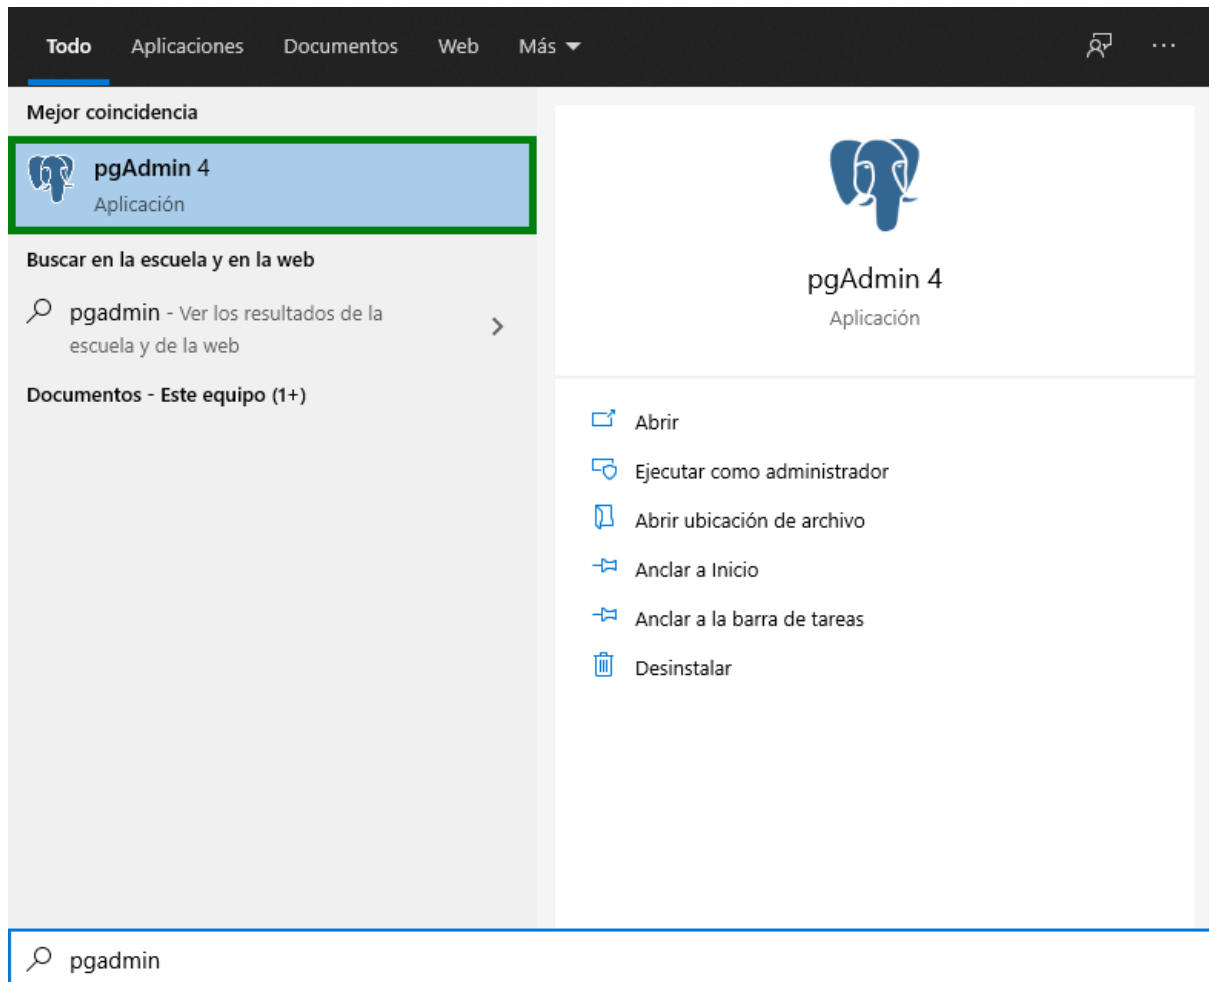 Todo Aplicaciones Documentos Web Más
Mejor coincidencia
pgAdmin 4
Aplicación
Buscar en la escuela y en la web
pgadmin - Ver los resultados de la
escuela y de la web
Documentos - Este equipo (1+)
pgAdmin 4
Aplicación
Abrir
Ejecutar como administrador
Abrir ubicación de archivo
Anclar a Inicio
Anclar a la barra de tareas
Desinstalar
pgadmin